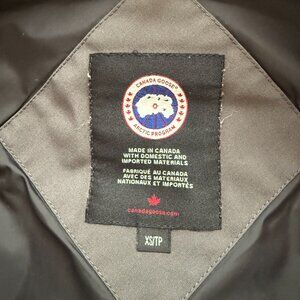 CANADA GOOSE®
ARCTIC PROGRAM
MADE IN CANADA
WITH DOMESTIC AND
IMPORTED MATERIALS
FABRIQUÉ AU CANADA
AVEC DES MATÉRIAUX
NATIONAUX ET IMPORTÉS
canadagoose.com
XS/TP